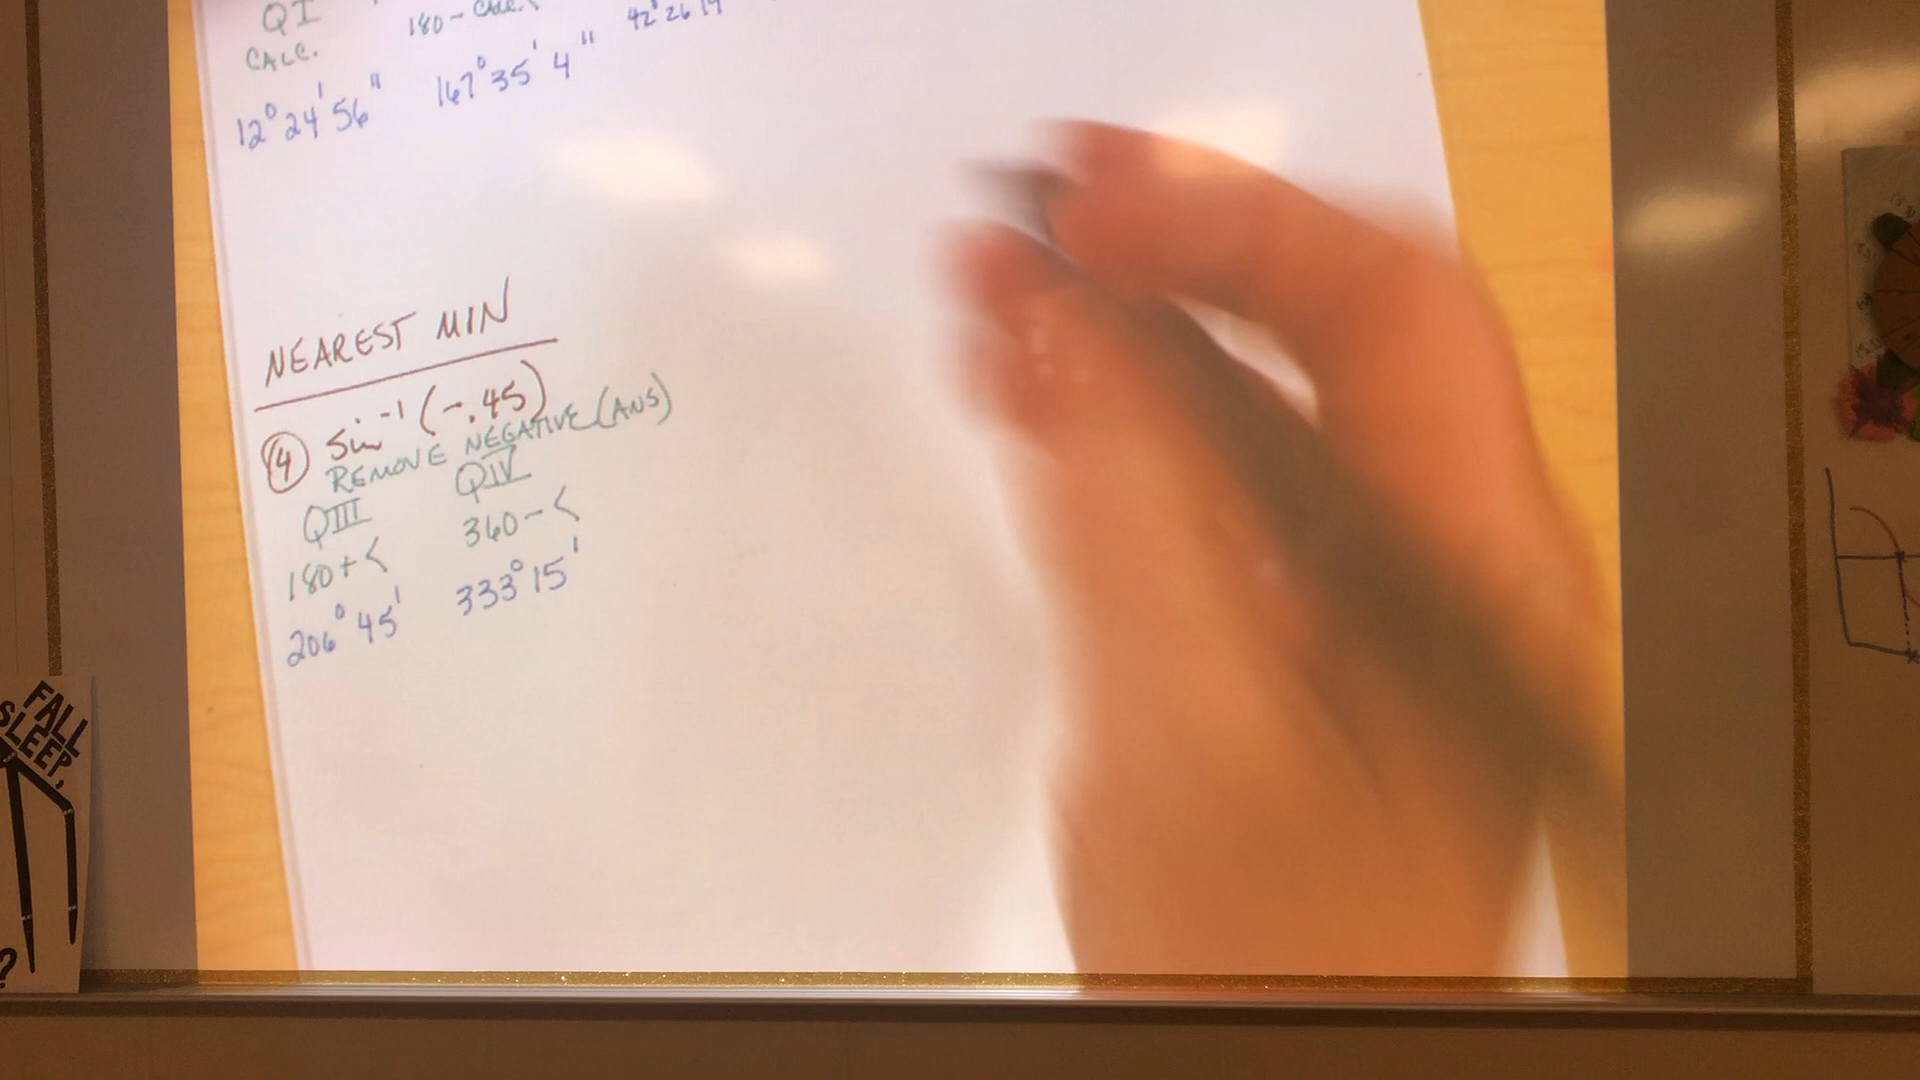 QI 180 - CALC.
CALC.
12° 24' 56" 167° 35' 4" 42° 26' 19
NEAREST MIN
④ Sin⁻¹ (-.45)
REMOVE NEGATIVE (ANS)
QIII QIV
180 + < 360 - <
206° 45' 333° 15'
FALL
SLEEP,
?